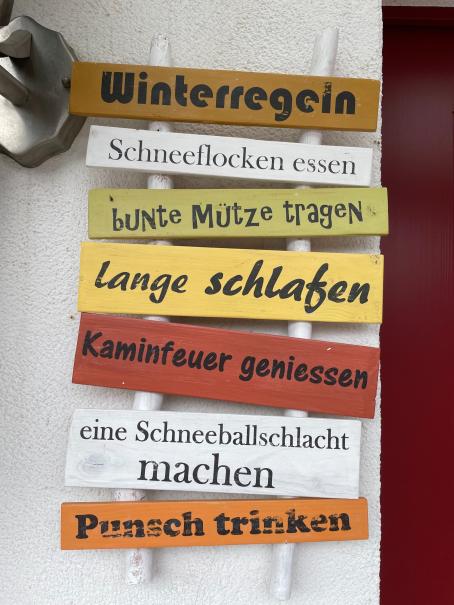 Winterregeln
Schneeflocken essen
bunte Mütze tragen
Lange schlafen
Kaminfeuer geniessen
eine Schneeballschlacht
machen
Punsch trinken